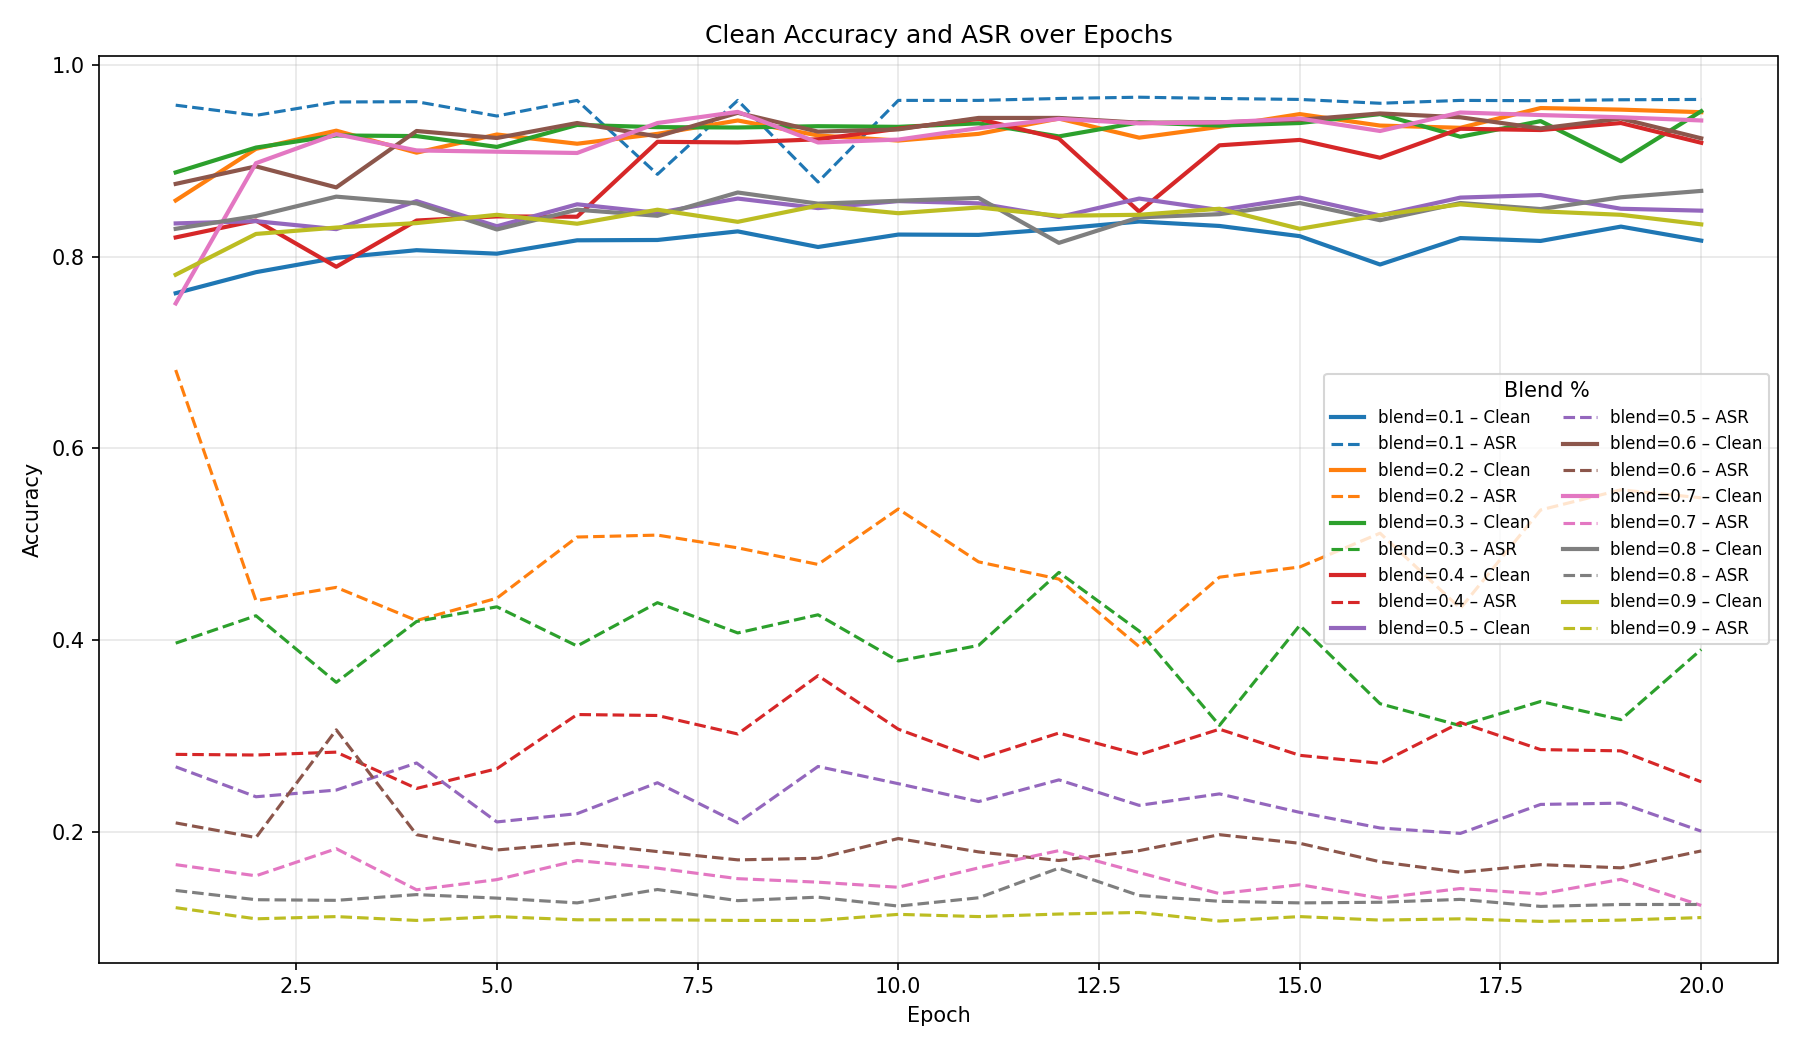 Clean Accuracy and ASR over Epochs
1.0
0.8
0.6
0.4
0.2
Accuracy
Blend %
blend=0.1 – Clean
blend=0.1 – ASR
blend=0.2 – Clean
blend=0.2 – ASR
blend=0.3 – Clean
blend=0.3 – ASR
blend=0.4 – Clean
blend=0.4 – ASR
blend=0.5 – Clean
blend=0.5 – ASR
blend=0.6 – Clean
blend=0.6 – ASR
blend=0.7 – Clean
blend=0.7 – ASR
blend=0.8 – Clean
blend=0.8 – ASR
blend=0.9 – Clean
blend=0.9 – ASR
2.5 5.0 7.5 10.0 12.5 15.0 17.5 20.0
Epoch